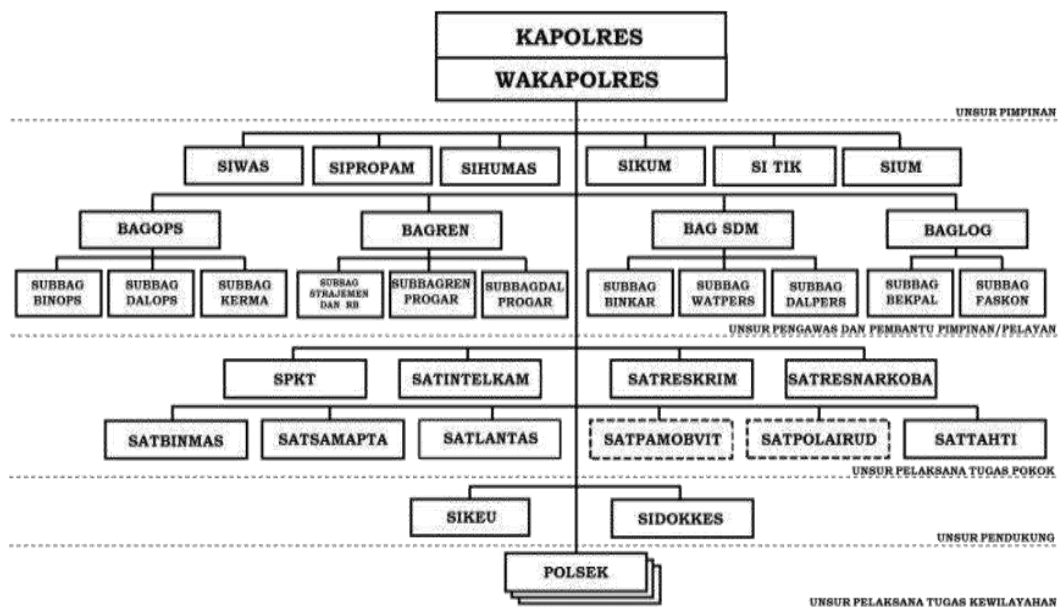 KAPOLRES
WAKAPOLRES
UNSUR PIMPINAN
SIWAS
SIPROPAM
SIHUMAS
SIKUM
SI TIK
SIUM
BAGOPS
BAGREN
BAG SDM
BAGLOG
SUBBAG
BINOPS
SUBBAG
DALOPS
SUBBAG
KERMA
SUBBAG
STRAJEMEN
DAN RB
SUBBAGREN
PROGAR
SUBBAGDAL
PROGAR
SUBBAG
BINKAR
SUBBAG
WATPERS
SUBBAG
DALPERS
SUBBAG
BEKPAL
SUBBAG
FASKON
UNSUR PENGAWAS DAN PEMBANTU PIMPINAN/PELAYAN
SPKT
SATINTELKAM
SATRESKRIM
SATRESNARKOBA
SATBINMAS
SATSAMAPTA
SATLANTAS
SATPAMOBVIT
SATPOLAIRUD
SATTAHTI
UNSUR PELAKSANA TUGAS POKOK
SIKEU
SIDOKKES
UNSUR PENDUKUNG
POLSEK
UNSUR PELAKSANA TUGAS KEWILAYAHAN